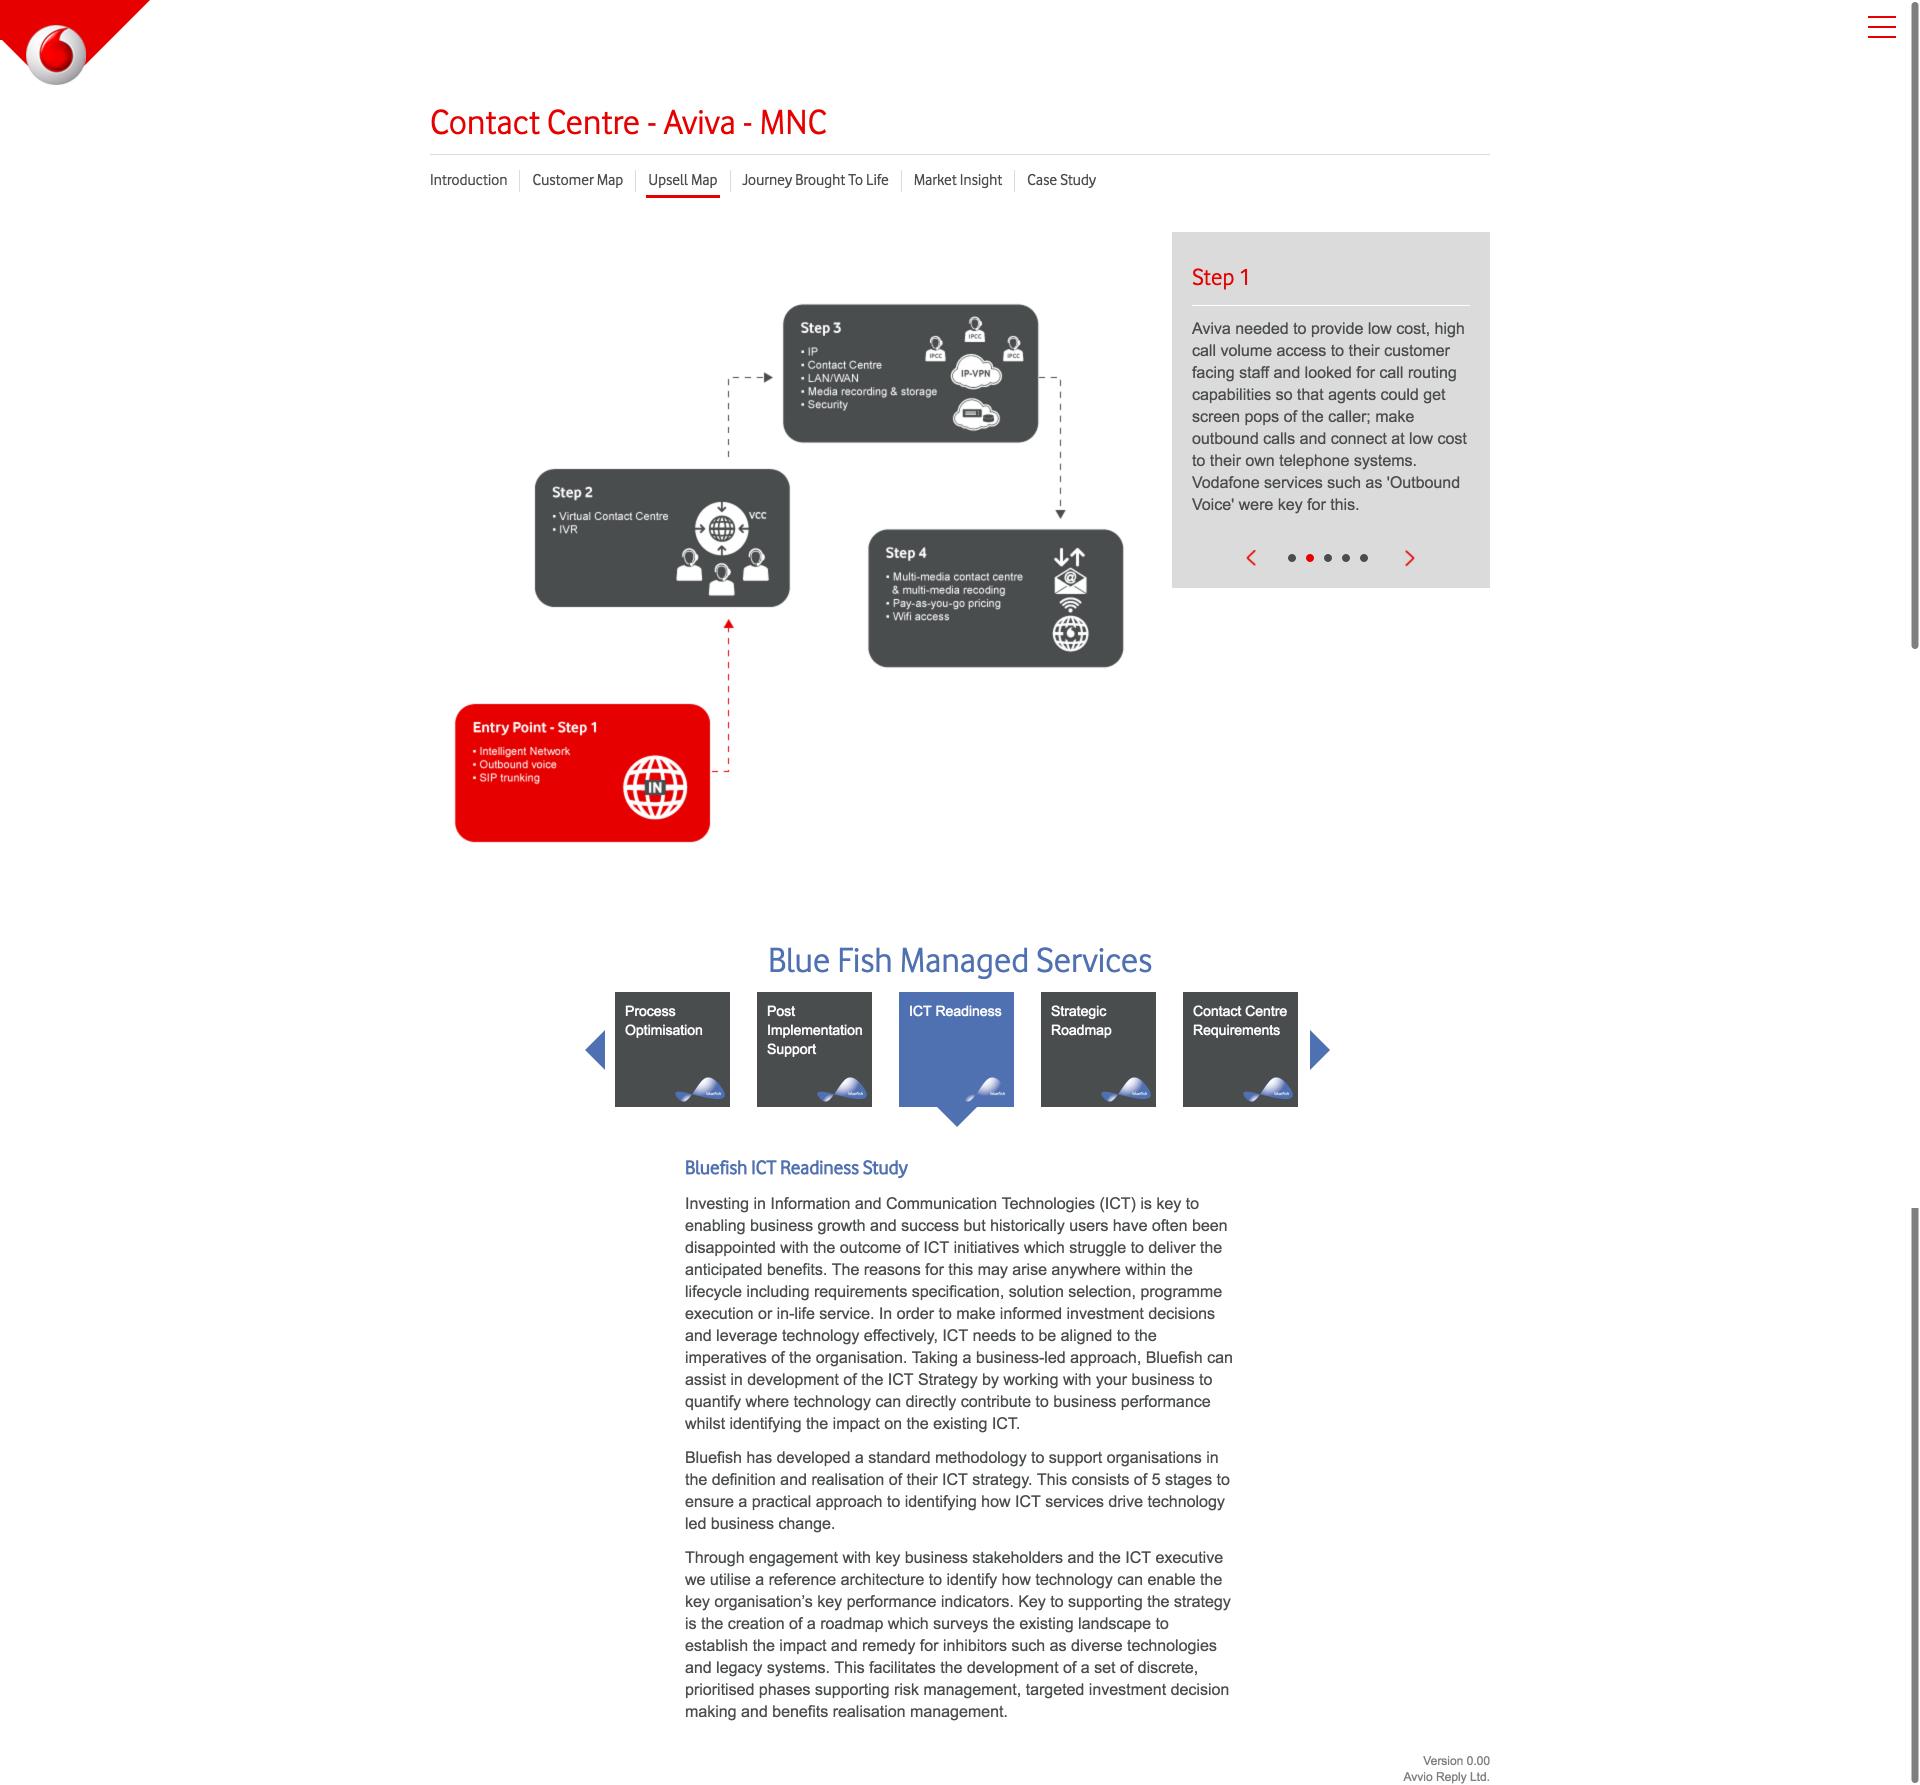 Contact Centre - Aviva - MNC
Introduction
Customer Map
Upsell Map
Journey Brought To Life
Market Insight
Case Study
Step 3
• IP
• Contact Centre
• LAN/WAN
• Media recording & storage
• Security
IPCC
IPCC
IPCC
IP-VPN
Step 2
• Virtual Contact Centre
• IVR
VCC
Step 4
• Multi-media contact centre
& multi-media recoding
• Pay-as-you-go pricing
• Wifi access
@
Entry Point - Step 1
• Intelligent Network
• Outbound voice
• SIP trunking
IN
Step 1
Aviva needed to provide low cost, high
call volume access to their customer
facing staff and looked for call routing
capabilities so that agents could get
screen pops of the caller; make
outbound calls and connect at low cost
to their own telephone systems.
Vodafone services such as 'Outbound
Voice' were key for this.
Blue Fish Managed Services
Process
Optimisation
bluefish
Post
Implementation
Support
bluefish
ICT Readiness
bluefish
Strategic
Roadmap
bluefish
Contact Centre
Requirements
bluefish
Bluefish ICT Readiness Study
Investing in Information and Communication Technologies (ICT) is key to
enabling business growth and success but historically users have often been
disappointed with the outcome of ICT initiatives which struggle to deliver the
anticipated benefits. The reasons for this may arise anywhere within the
lifecycle including requirements specification, solution selection, programme
execution or in-life service. In order to make informed investment decisions
and leverage technology effectively, ICT needs to be aligned to the
imperatives of the organisation. Taking a business-led approach, Bluefish can
assist in development of the ICT Strategy by working with your business to
quantify where technology can directly contribute to business performance
whilst identifying the impact on the existing ICT.
Bluefish has developed a standard methodology to support organisations in
the definition and realisation of their ICT strategy. This consists of 5 stages to
ensure a practical approach to identifying how ICT services drive technology
led business change.
Through engagement with key business stakeholders and the ICT executive
we utilise a reference architecture to identify how technology can enable the
key organisation’s key performance indicators. Key to supporting the strategy
is the creation of a roadmap which surveys the existing landscape to
establish the impact and remedy for inhibitors such as diverse technologies
and legacy systems. This facilitates the development of a set of discrete,
prioritised phases supporting risk management, targeted investment decision
making and benefits realisation management.
Version 0.00
Avvio Reply Ltd.